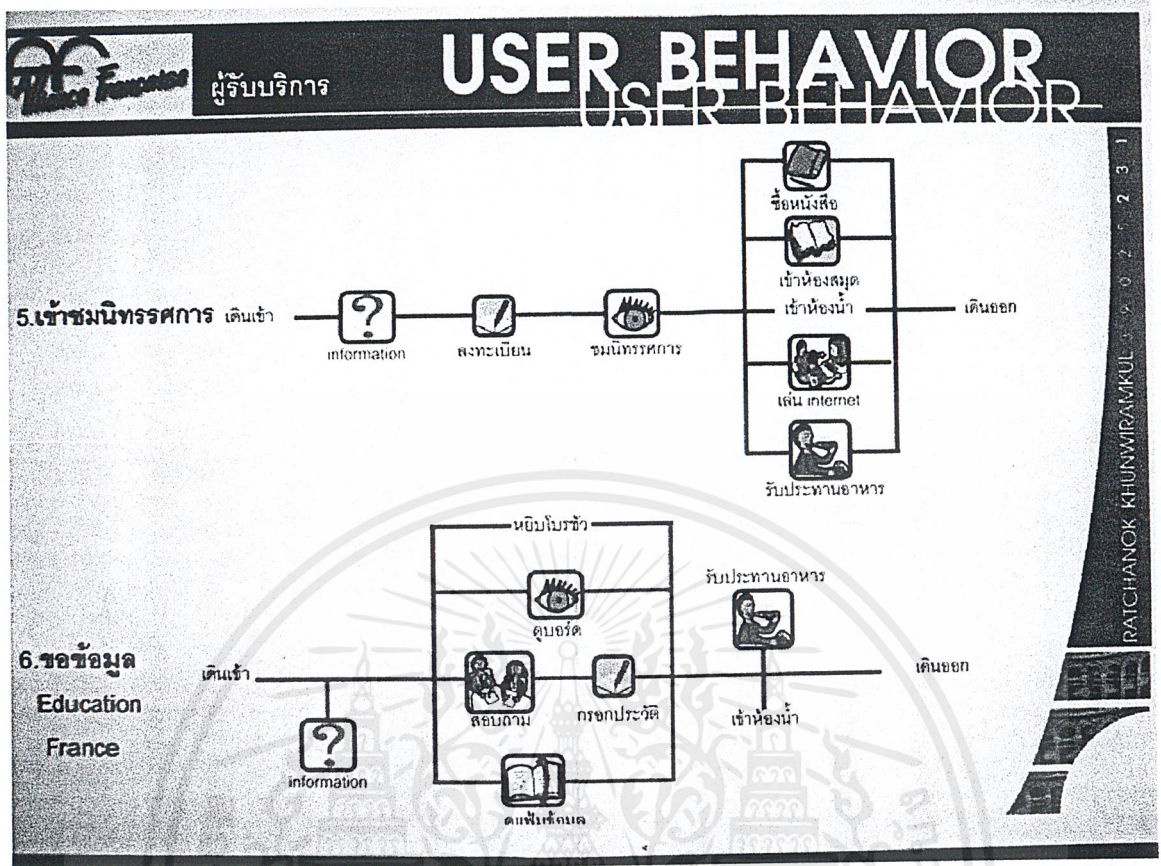 Alliance Française
ผู้รับบริการ
USER BEHAVIOR
USER BEHAVIOR
ซื้อหนังสือ
เข้าห้องสมุด
5.เข้าชมนิทรรศการ เดินเข้า
information
ลงทะเบียน
ชมนิทรรศการ
เข้าห้องน้ำ
เดินออก
เล่น internet
รับประทานอาหาร
หยิบโบรชัว
ดูบอร์ด
รับประทานอาหาร
6.ขอข้อมูล
Education
France
เดินเข้า
information
สอบถาม
กรอกประวัติ
เข้าห้องน้ำ
เดินออก
ดูแฟ้มข้อมูล
RATCHANOK KHUNWIRAMKUL